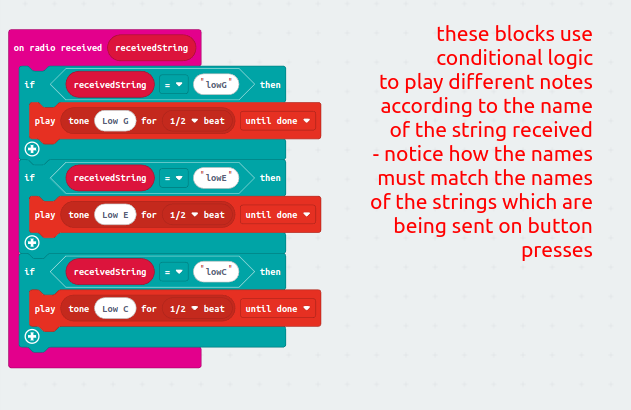 on radio received receivedString
if receivedString = "lowG" then
play tone Low G for 1/2 beat until done
if receivedString = "lowE" then
play tone Low E for 1/2 beat until done
if receivedString = "lowC" then
play tone Low C for 1/2 beat until done
these blocks use
conditional logic
to play different notes
according to the name
of the string received
- notice how the names
must match the names
of the strings which are
being sent on button
presses